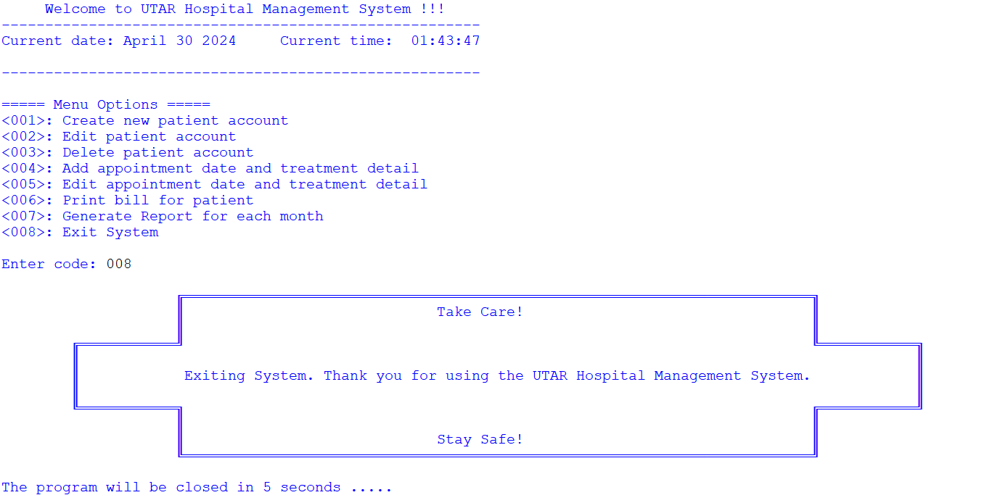 Welcome to UTAR Hospital Management System !!!
-------------------------------------------------------
Current date: April 30 2024     Current time:  01:43:47
-------------------------------------------------------
===== Menu Options =====
<001>: Create new patient account
<002>: Edit patient account
<003>: Delete patient account
<004>: Add appointment date and treatment detail
<005>: Edit appointment date and treatment detail
<006>: Print bill for patient
<007>: Generate Report for each month
<008>: Exit System
Enter code: 008
Take Care!
Exiting System. Thank you for using the UTAR Hospital Management System.
Stay Safe!
The program will be closed in 5 seconds .....